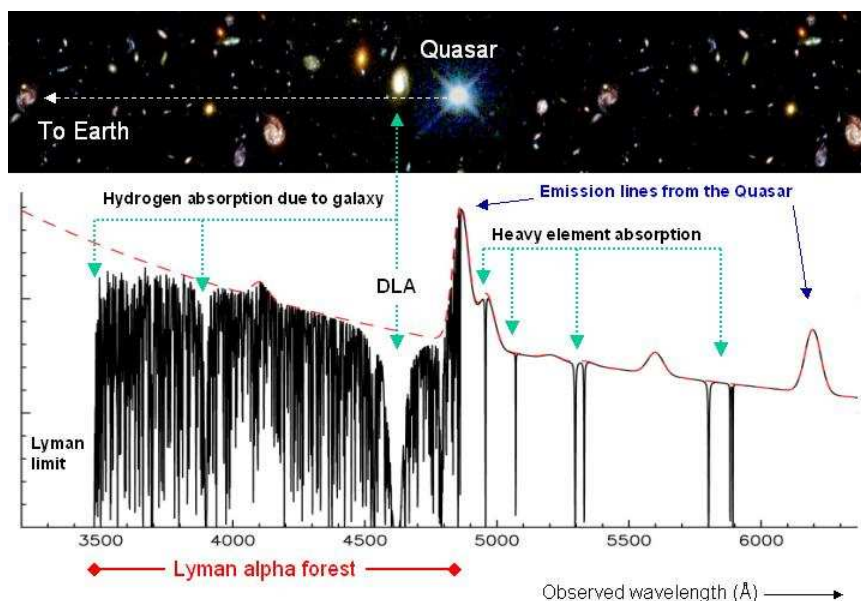 Quasar
To Earth
Hydrogen absorption due to galaxy
Emission lines from the Quasar
Heavy element absorption
DLA
Lyman
limit
3500 4000 4500 5000 5500 6000
Lyman alpha forest
Observed wavelength (Å)